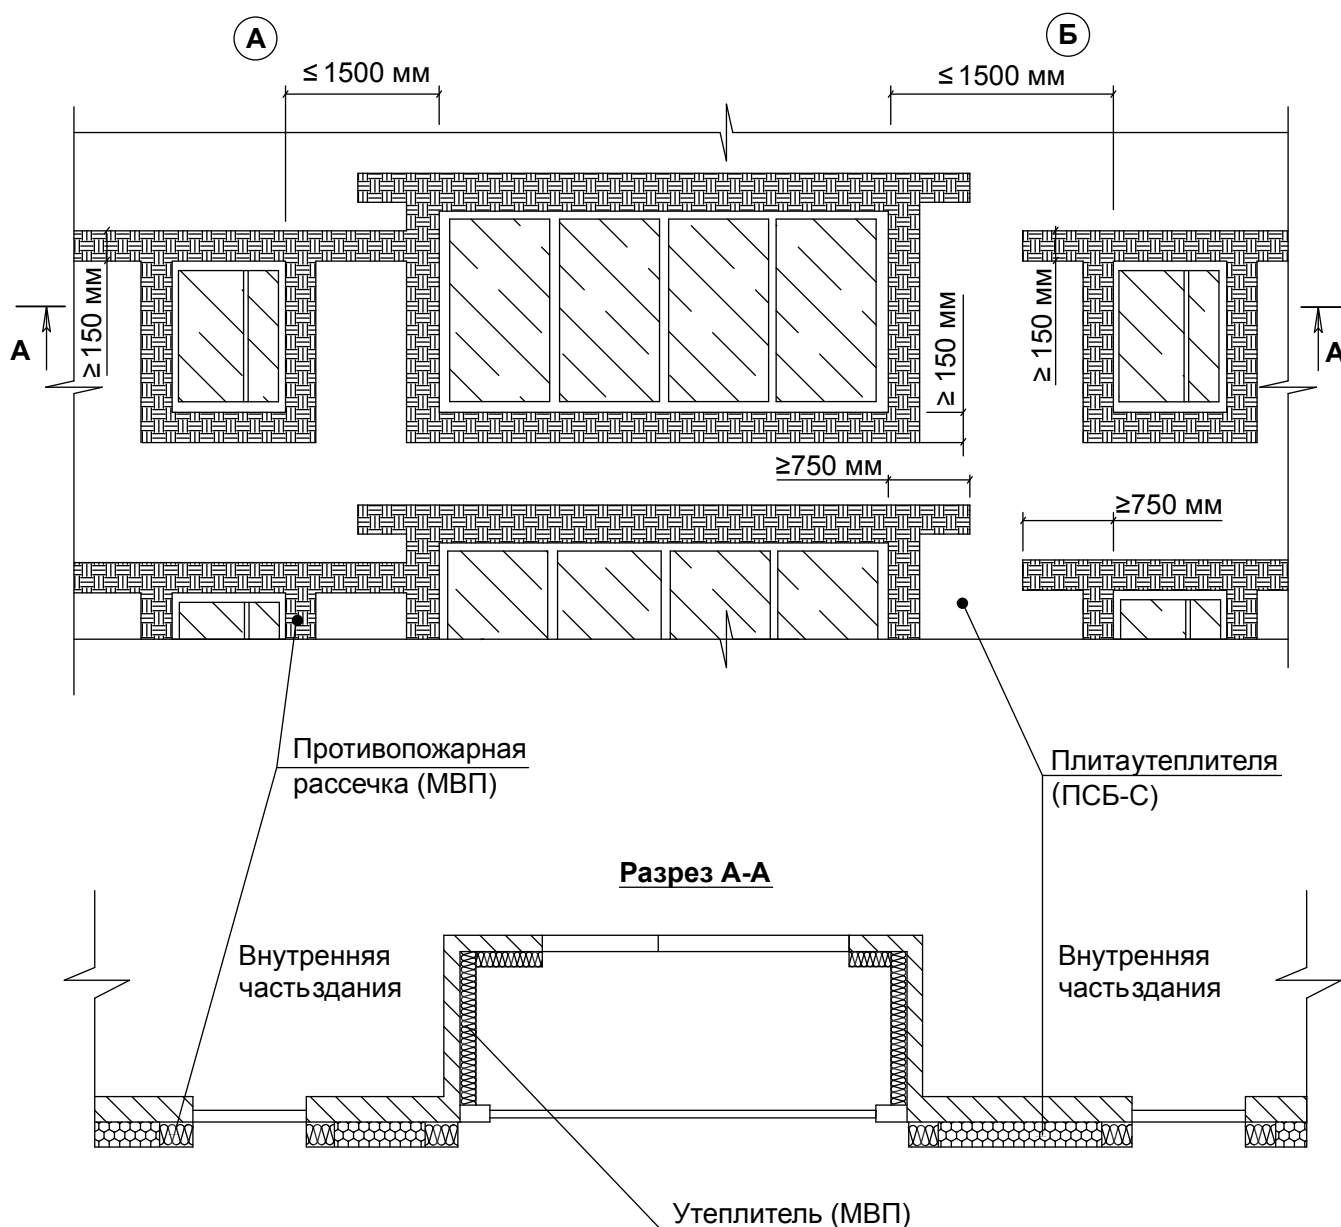 А
Б
≤ 1500 мм
≤ 1500 мм
≥ 150 мм
≥ 150 мм
≥ 150 мм
А
А
≥750 мм
≥750 мм
Противопожарная
рассечка (МВП)
Плитаутеплителя
(ПСБ-С)
Разрез А-А
Внутренняя
частьздания
Внутренняя
частьздания
Утеплитель (МВП)